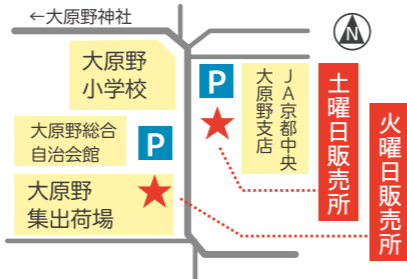 ←大原野神社
N
大原野
小学校
P
JA京都中央
大原野支店
土曜日販売所
火曜日販売所
大原野総合
自治会館
P
大原野
集出荷場